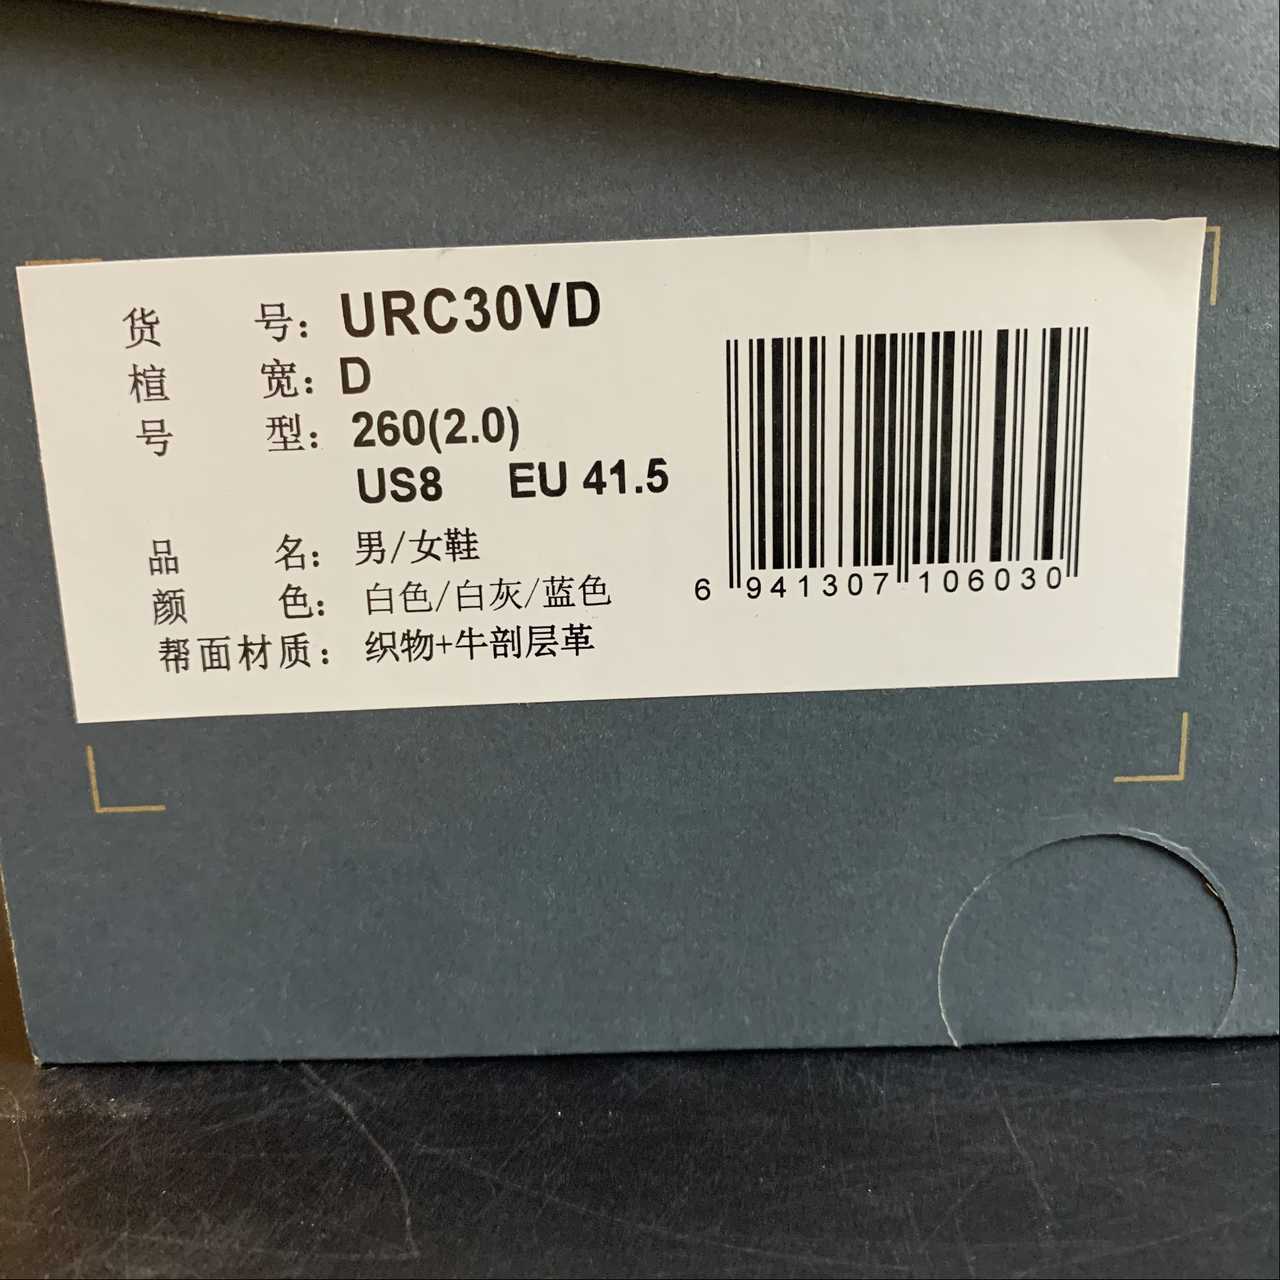 货 号：URC30VD
楦 宽：D
号 型：260(2.0)
US8 EU 41.5
品 名：男/女鞋
颜 色：白色/白灰/蓝色
帮面材质：织物+牛剖层革
6 941307 106030